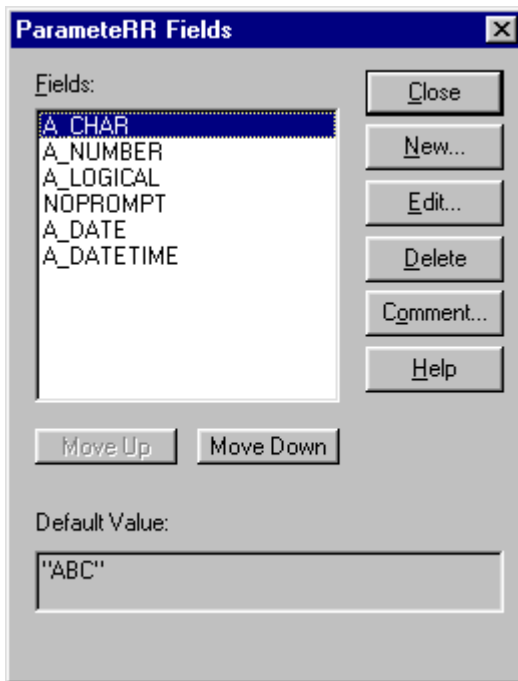 ParameteRR Fields
Fields:
A_CHAR
A_NUMBER
A_LOGICAL
NOPROMPT
A_DATE
A_DATETIME
Close
New...
Edit...
Delete
Comment...
Help
Move Up
Move Down
Default Value:
"ABC"